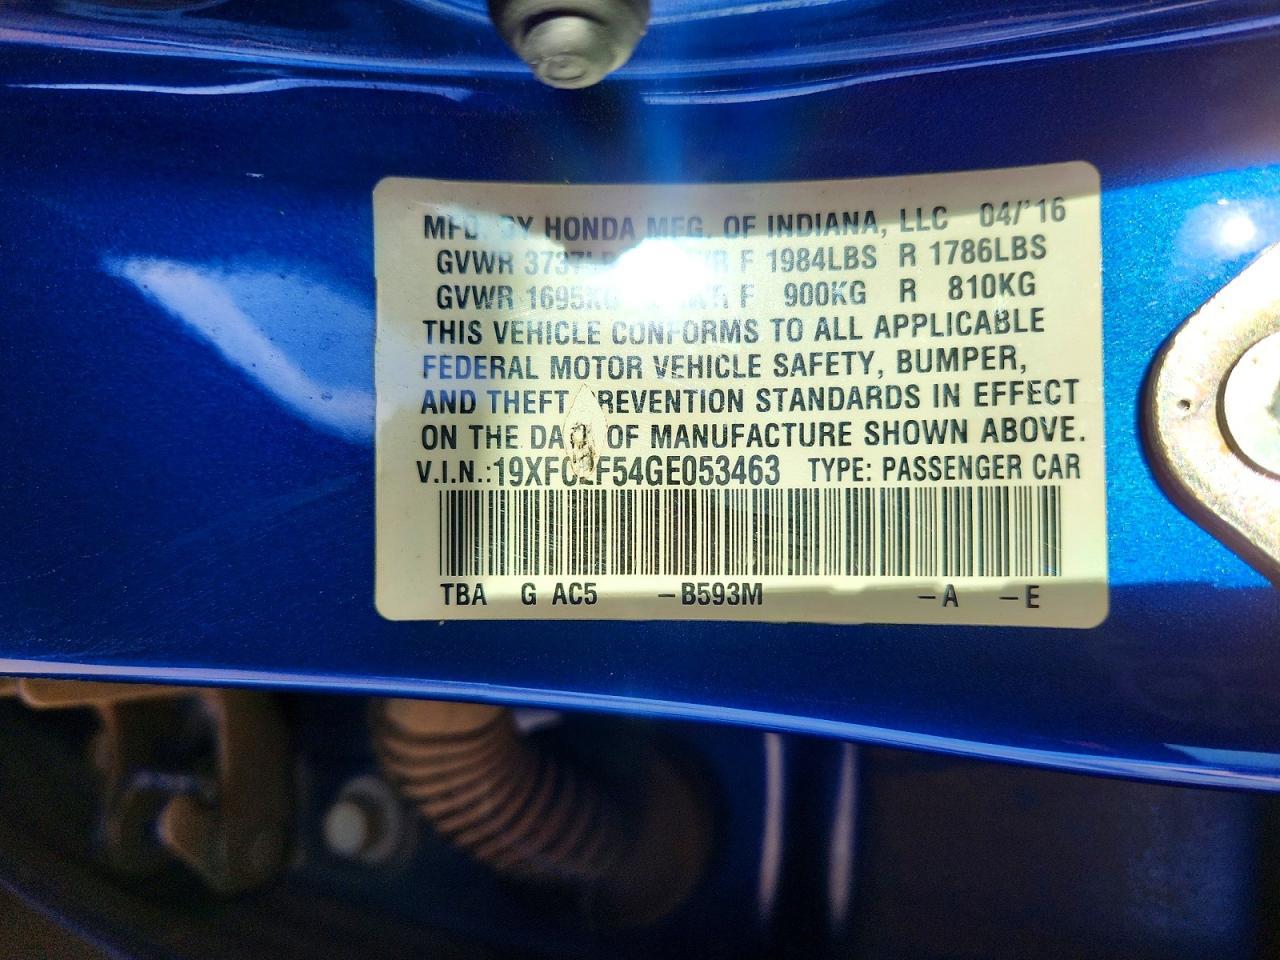 MFD. BY HONDA MFG. OF INDIANA, LLC 04/'16
GVWR F 1984LBS R 1786LBS
GVWR F 900KG R 810KG
THIS VEHICLE CONFORMS TO ALL APPLICABLE
FEDERAL MOTOR VEHICLE SAFETY, BUMPER,
AND THEFT PREVENTION STANDARDS IN EFFECT
ON THE DATE OF MANUFACTURE SHOWN ABOVE.
V.I.N.: TYPE: PASSENGER CAR
TBA G AC5 -B593M -A -E